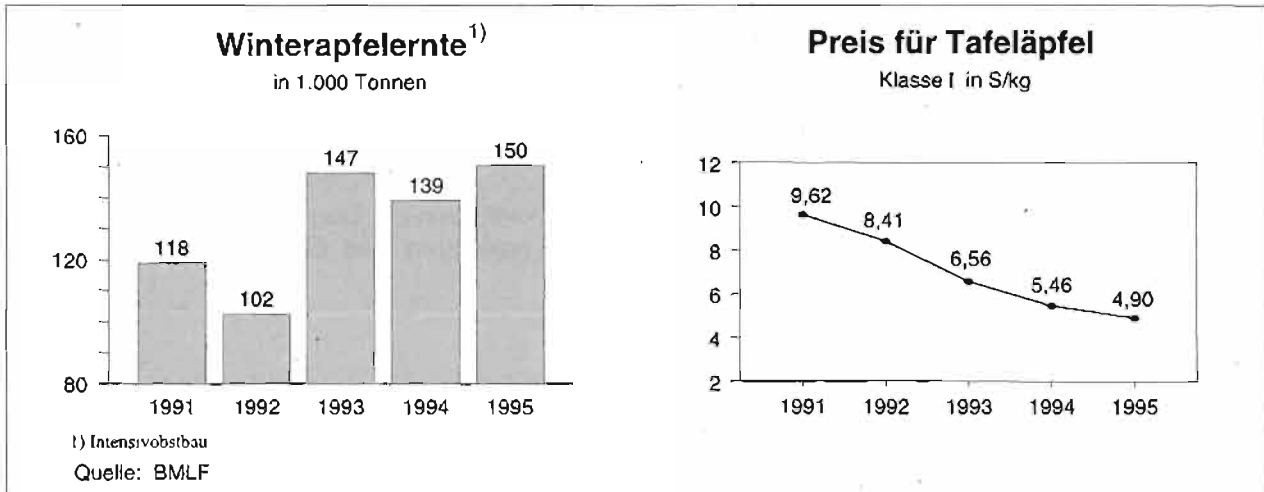 Winterapfelernte1)
in 1.000 Tonnen
160
120
80
118
102
147
139
150
1991 1992 1993 1994 1995
1) Intensivobstbau
Quelle: BMLF
Preis für Tafeläpfel
Klasse I in S/kg
12
10
8
6
4
2
9,62
8,41
6,56
5,46
4,90
1991 1992 1993 1994 1995